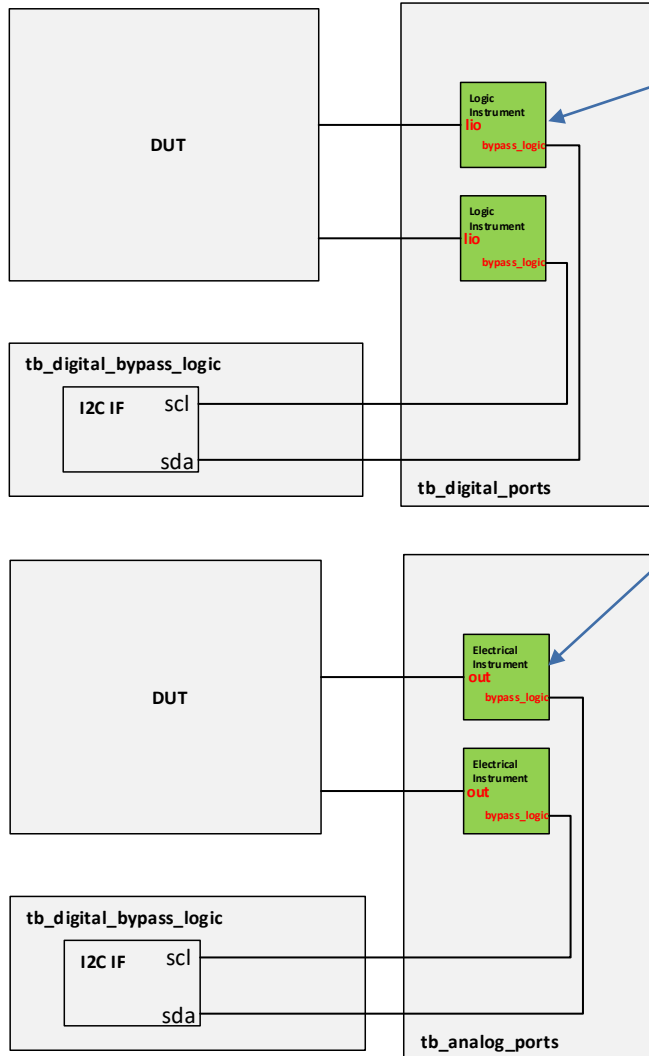 DUT
Logic
Instrument
lio
bypass_logic
Logic
Instrument
lio
bypass_logic
tb_digital_bypass_logic
I2C IF
scl
sda
tb_digital_ports
DUT
Electrical
Instrument
out
bypass_logic
Electrical
Instrument
out
bypass_logic
tb_digital_bypass_logic
I2C IF
scl
sda
tb_analog_ports